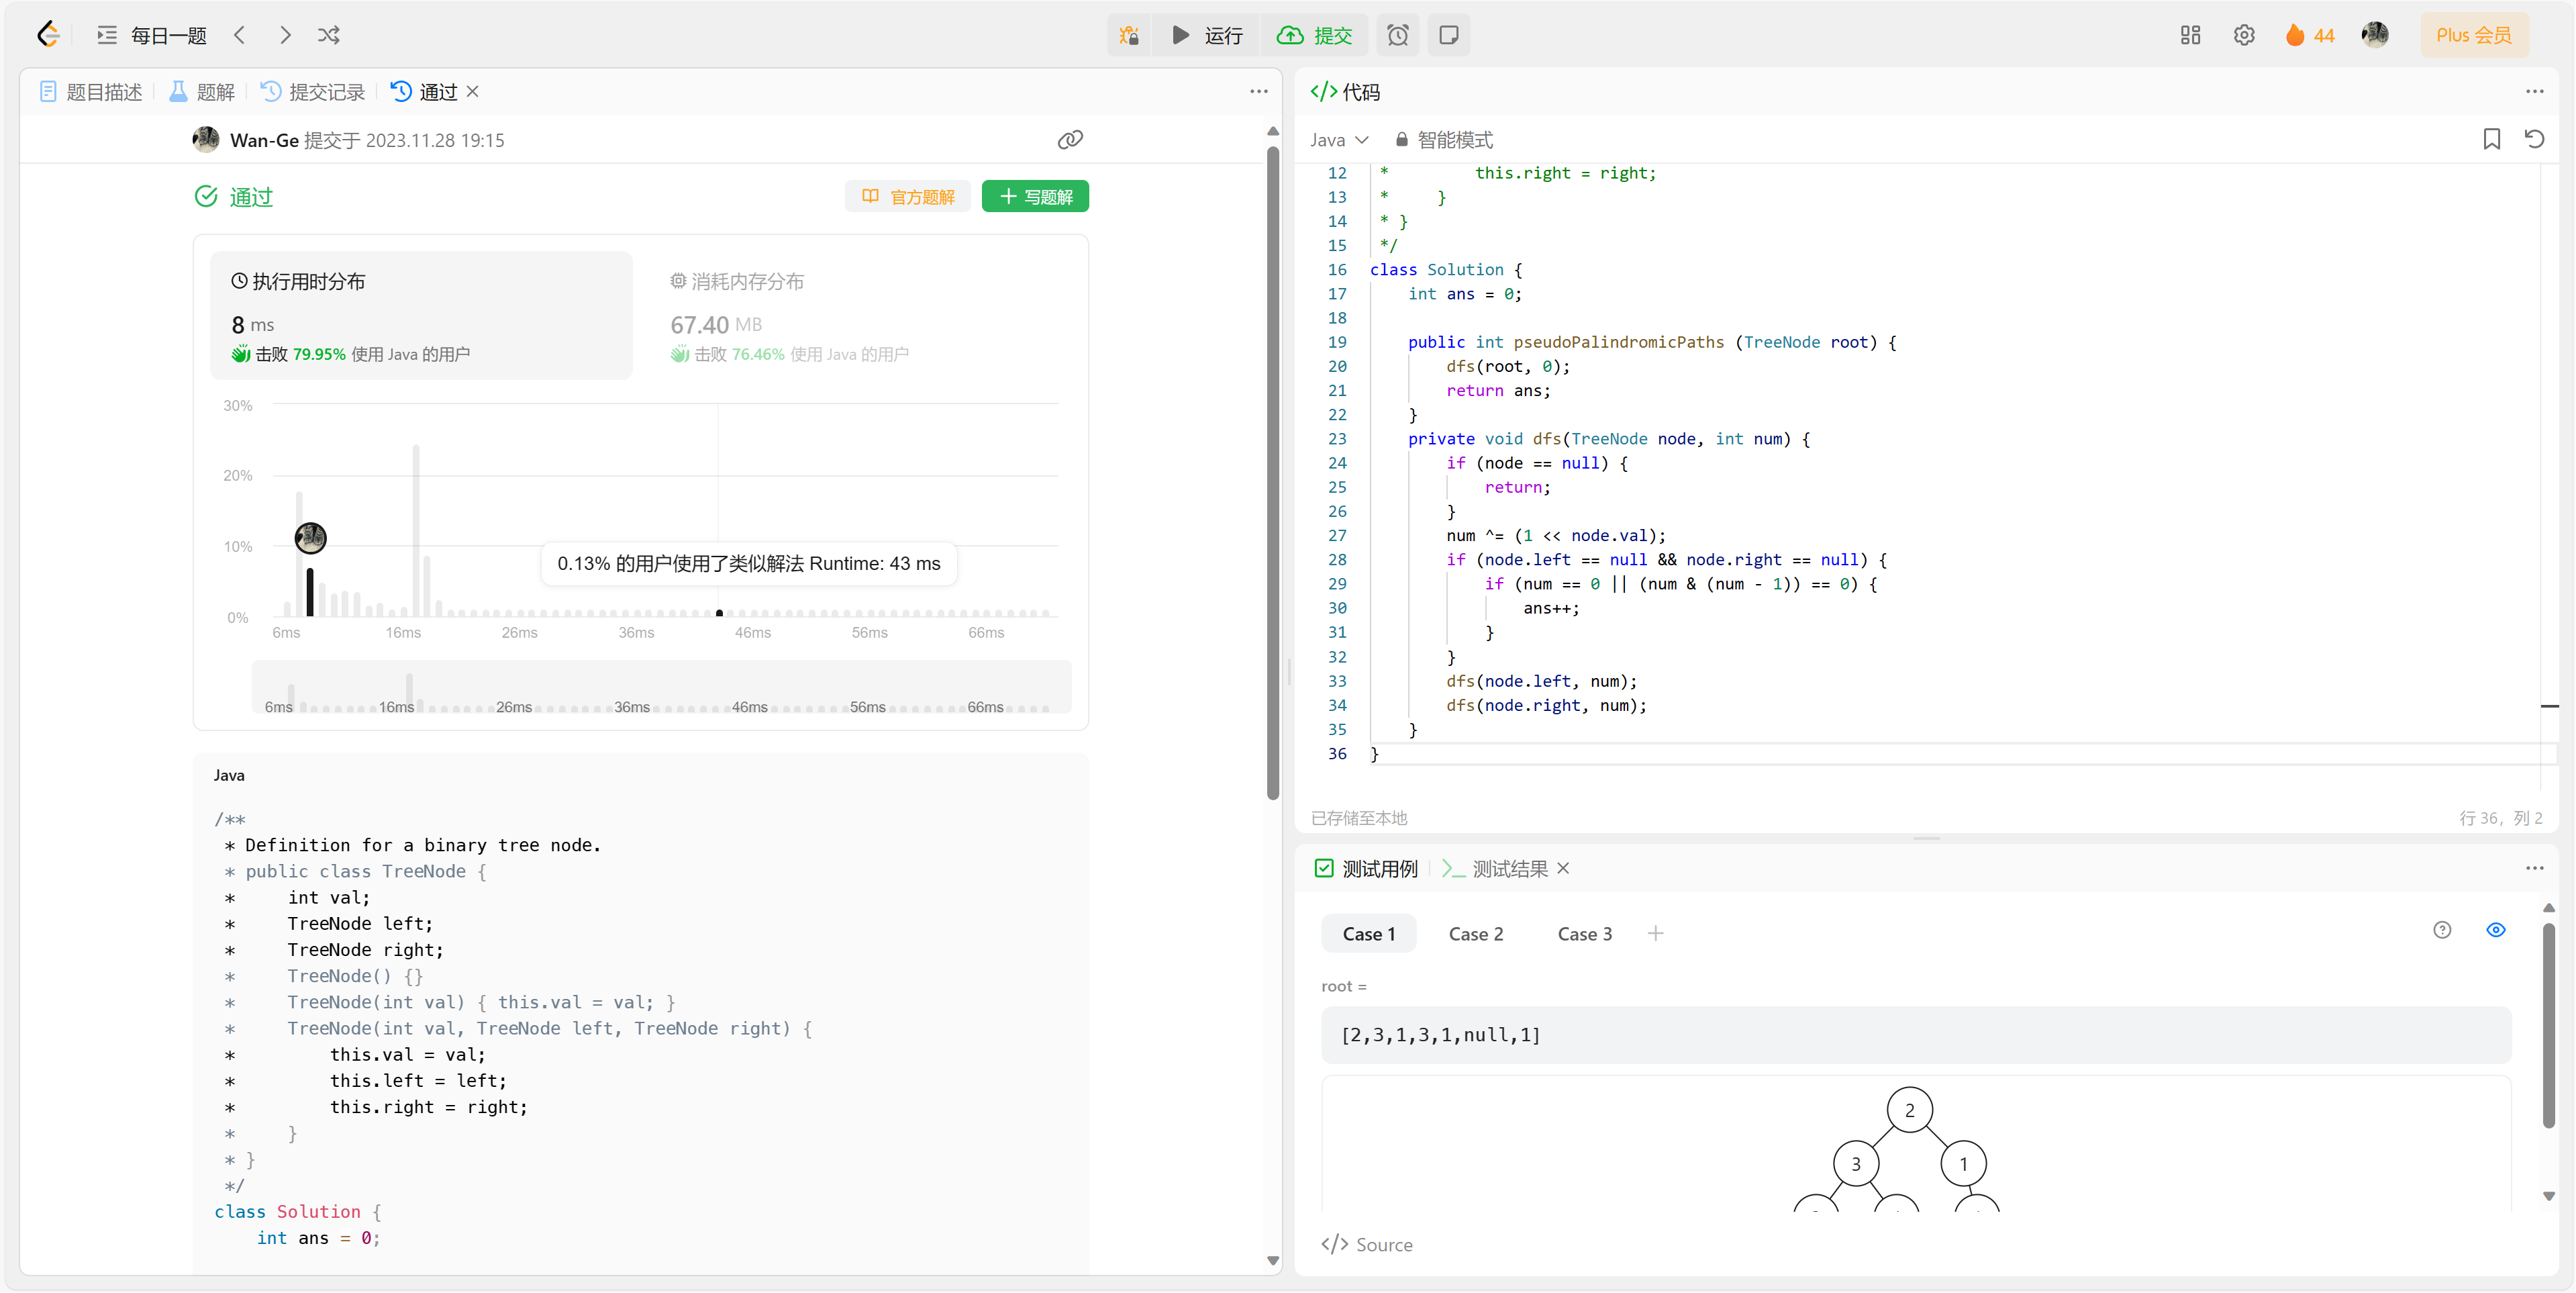 每日一题
运行
提交
44
Plus 会员
题目描述
题解
提交记录
通过
Wan-Ge 提交于 2023.11.28 19:15
通过
官方题解
写题解
执行用时分布
8 ms
击败 79.95% 使用 Java 的用户
消耗内存分布
67.40 MB
击败 76.46% 使用 Java 的用户
30%
20%
10%
0%
0.13% 的用户使用了类似解法 Runtime: 43 ms
6ms 16ms 26ms 36ms 46ms 56ms 66ms
6ms 16ms 26ms 36ms 46ms 56ms 66ms
Java
/**
 * Definition for a binary tree node.
 * public class TreeNode {
 *     int val;
 *     TreeNode left;
 *     TreeNode right;
 *     TreeNode() {}
 *     TreeNode(int val) { this.val = val; }
 *     TreeNode(int val, TreeNode left, TreeNode right) {
 *         this.val = val;
 *         this.left = left;
 *         this.right = right;
 *     }
 * }
 */
class Solution {
    int ans = 0;
代码
Java
智能模式
12  *         this.right = right;
13  *     }
14  * }
15  */
16 class Solution {
17     int ans = 0;
18
19     public int pseudoPalindromicPaths (TreeNode root) {
20         dfs(root, 0);
21         return ans;
22     }
23     private void dfs(TreeNode node, int num) {
24         if (node == null) {
25             return;
26         }
27         num ^= (1 << node.val);
28         if (node.left == null && node.right == null) {
29             if (num == 0 || (num & (num - 1)) == 0) {
30                 ans++;
31             }
32         }
33         dfs(node.left, num);
34         dfs(node.right, num);
35     }
36 }
已存储至本地
行 36, 列 2
测试用例
测试结果
Case 1
Case 2
Case 3
root =
[2,3,1,3,1,null,1]
2
3
1
Source